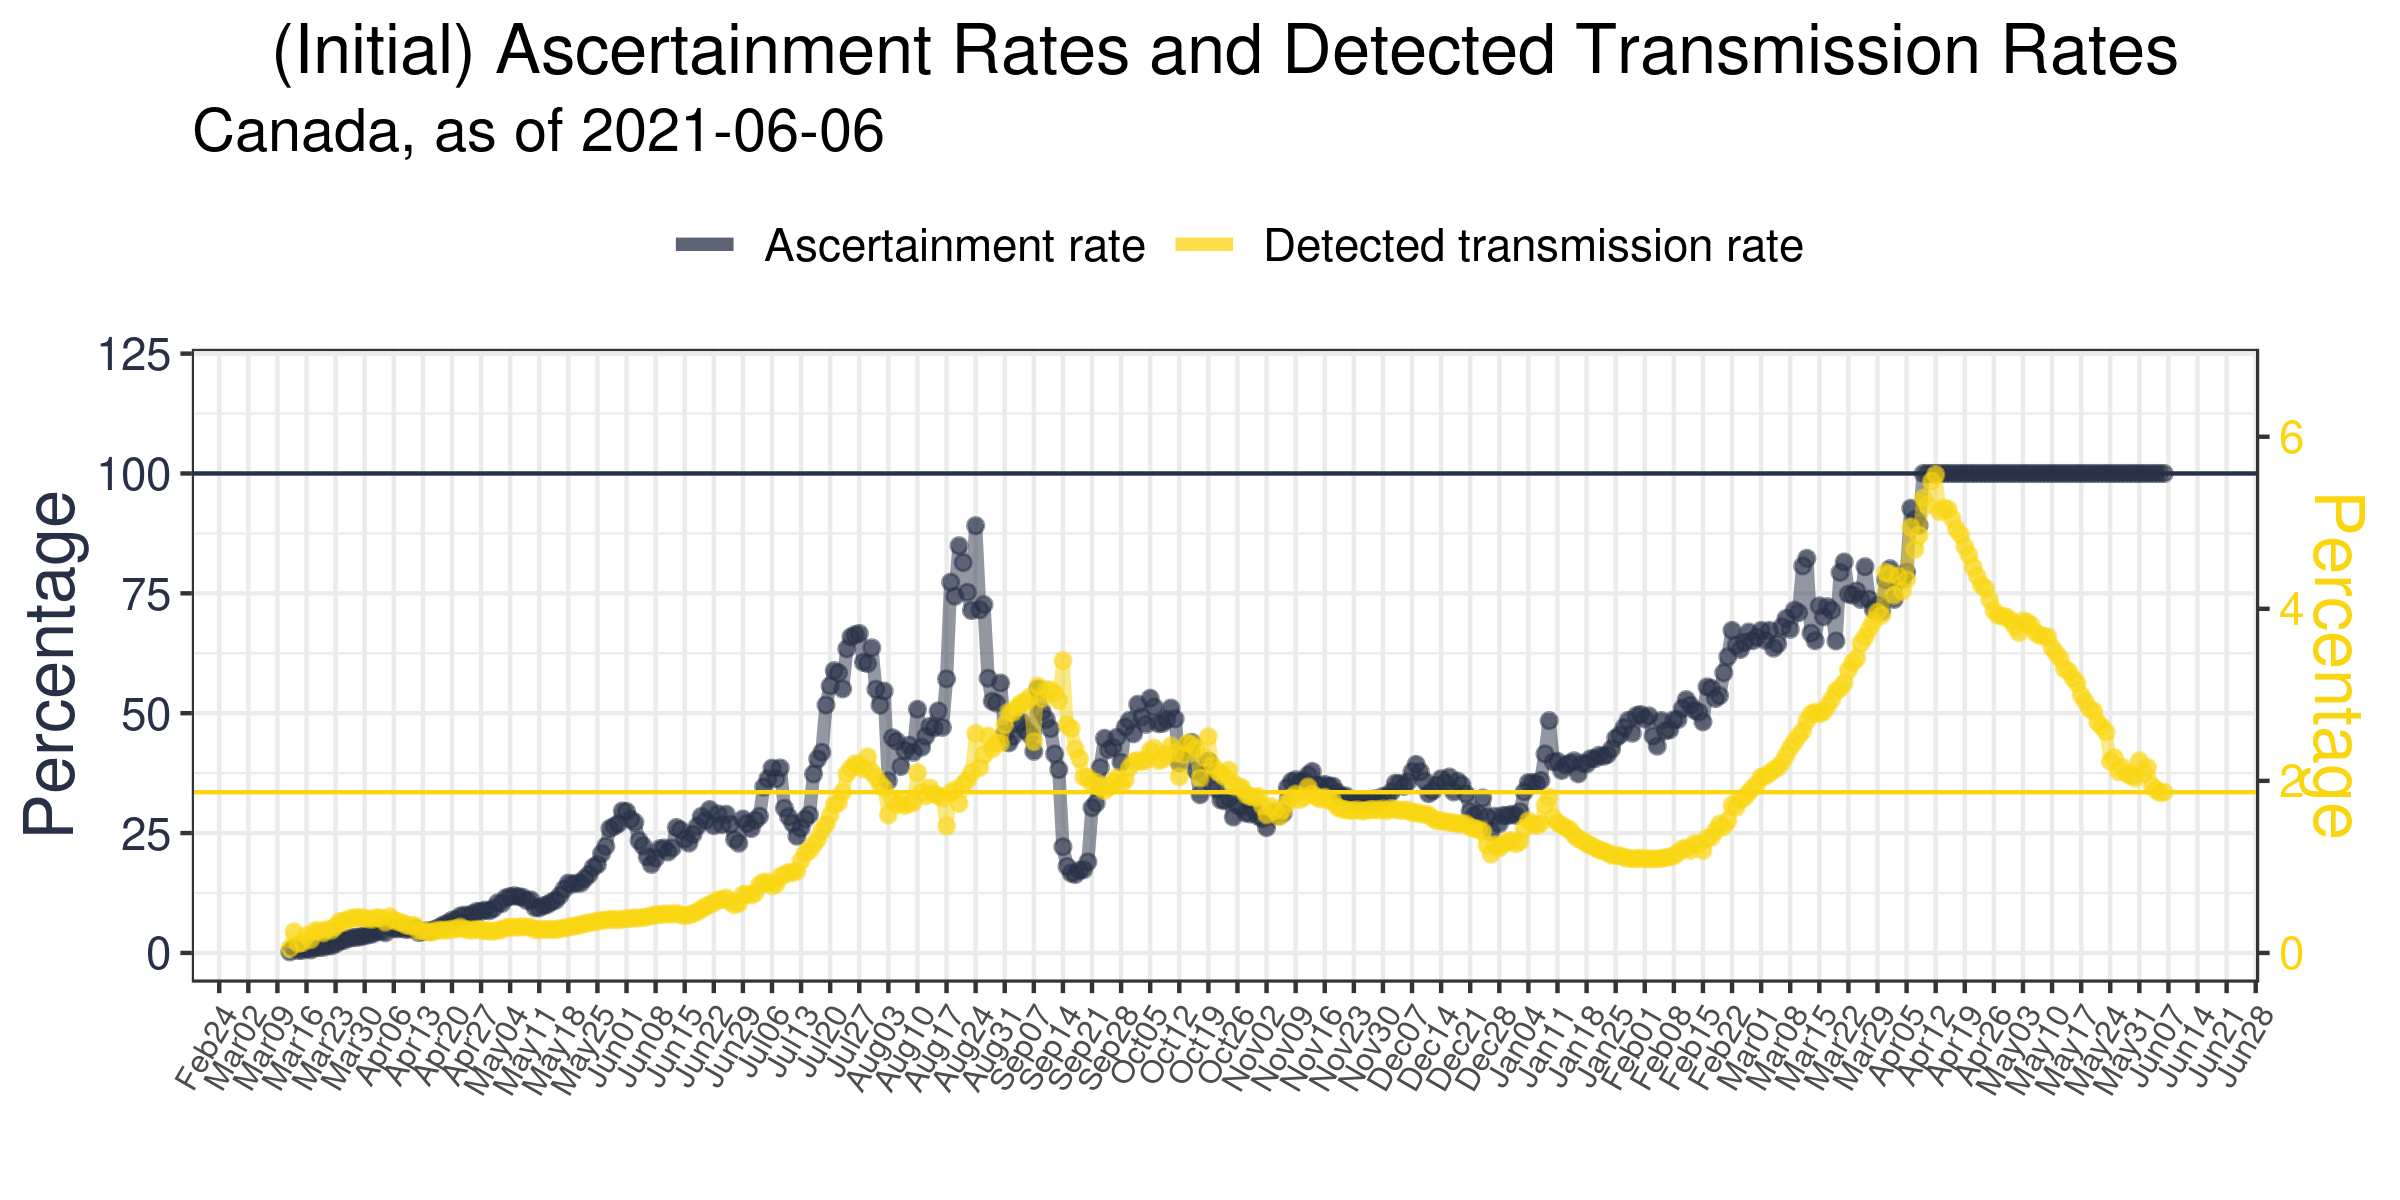 (Initial) Ascertainment Rates and Detected Transmission Rates
Canada, as of 2021-06-06
Ascertainment rate
Detected transmission rate
125
100
75
50
25
0
Percentage
6
4
2
0
Percentage
Feb24
Mar02
Mar09
Mar16
Mar23
Mar30
Apr06
Apr13
Apr20
Apr27
May04
May11
May18
May25
Jun01
Jun08
Jun15
Jun22
Jun29
Jul06
Jul13
Jul20
Jul27
Aug03
Aug10
Aug17
Aug24
Aug31
Sep07
Sep14
Sep21
Sep28
Oct05
Oct12
Oct19
Oct26
Nov02
Nov09
Nov16
Nov23
Nov30
Dec07
Dec14
Dec21
Dec28
Jan04
Jan11
Jan18
Jan25
Feb01
Feb08
Feb15
Feb22
Mar01
Mar08
Mar15
Mar22
Mar29
Apr05
Apr12
Apr19
Apr26
May03
May10
May17
May24
May31
Jun07
Jun14
Jun21
Jun28